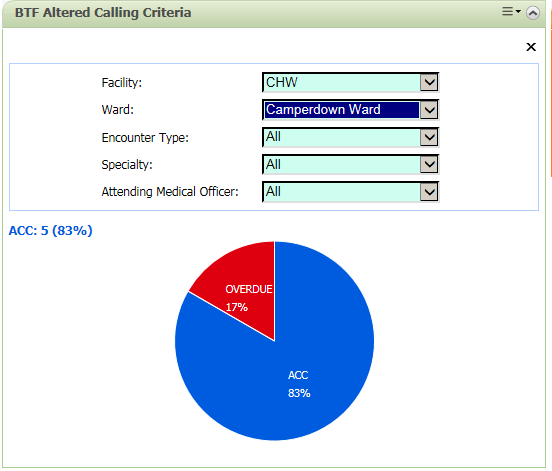 BTF Altered Calling Criteria
Facility: CHW
Ward: Camperdown Ward
Encounter Type: All
Specialty: All
Attending Medical Officer: All
ACC: 5 (83%)
OVERDUE
17%
ACC
83%